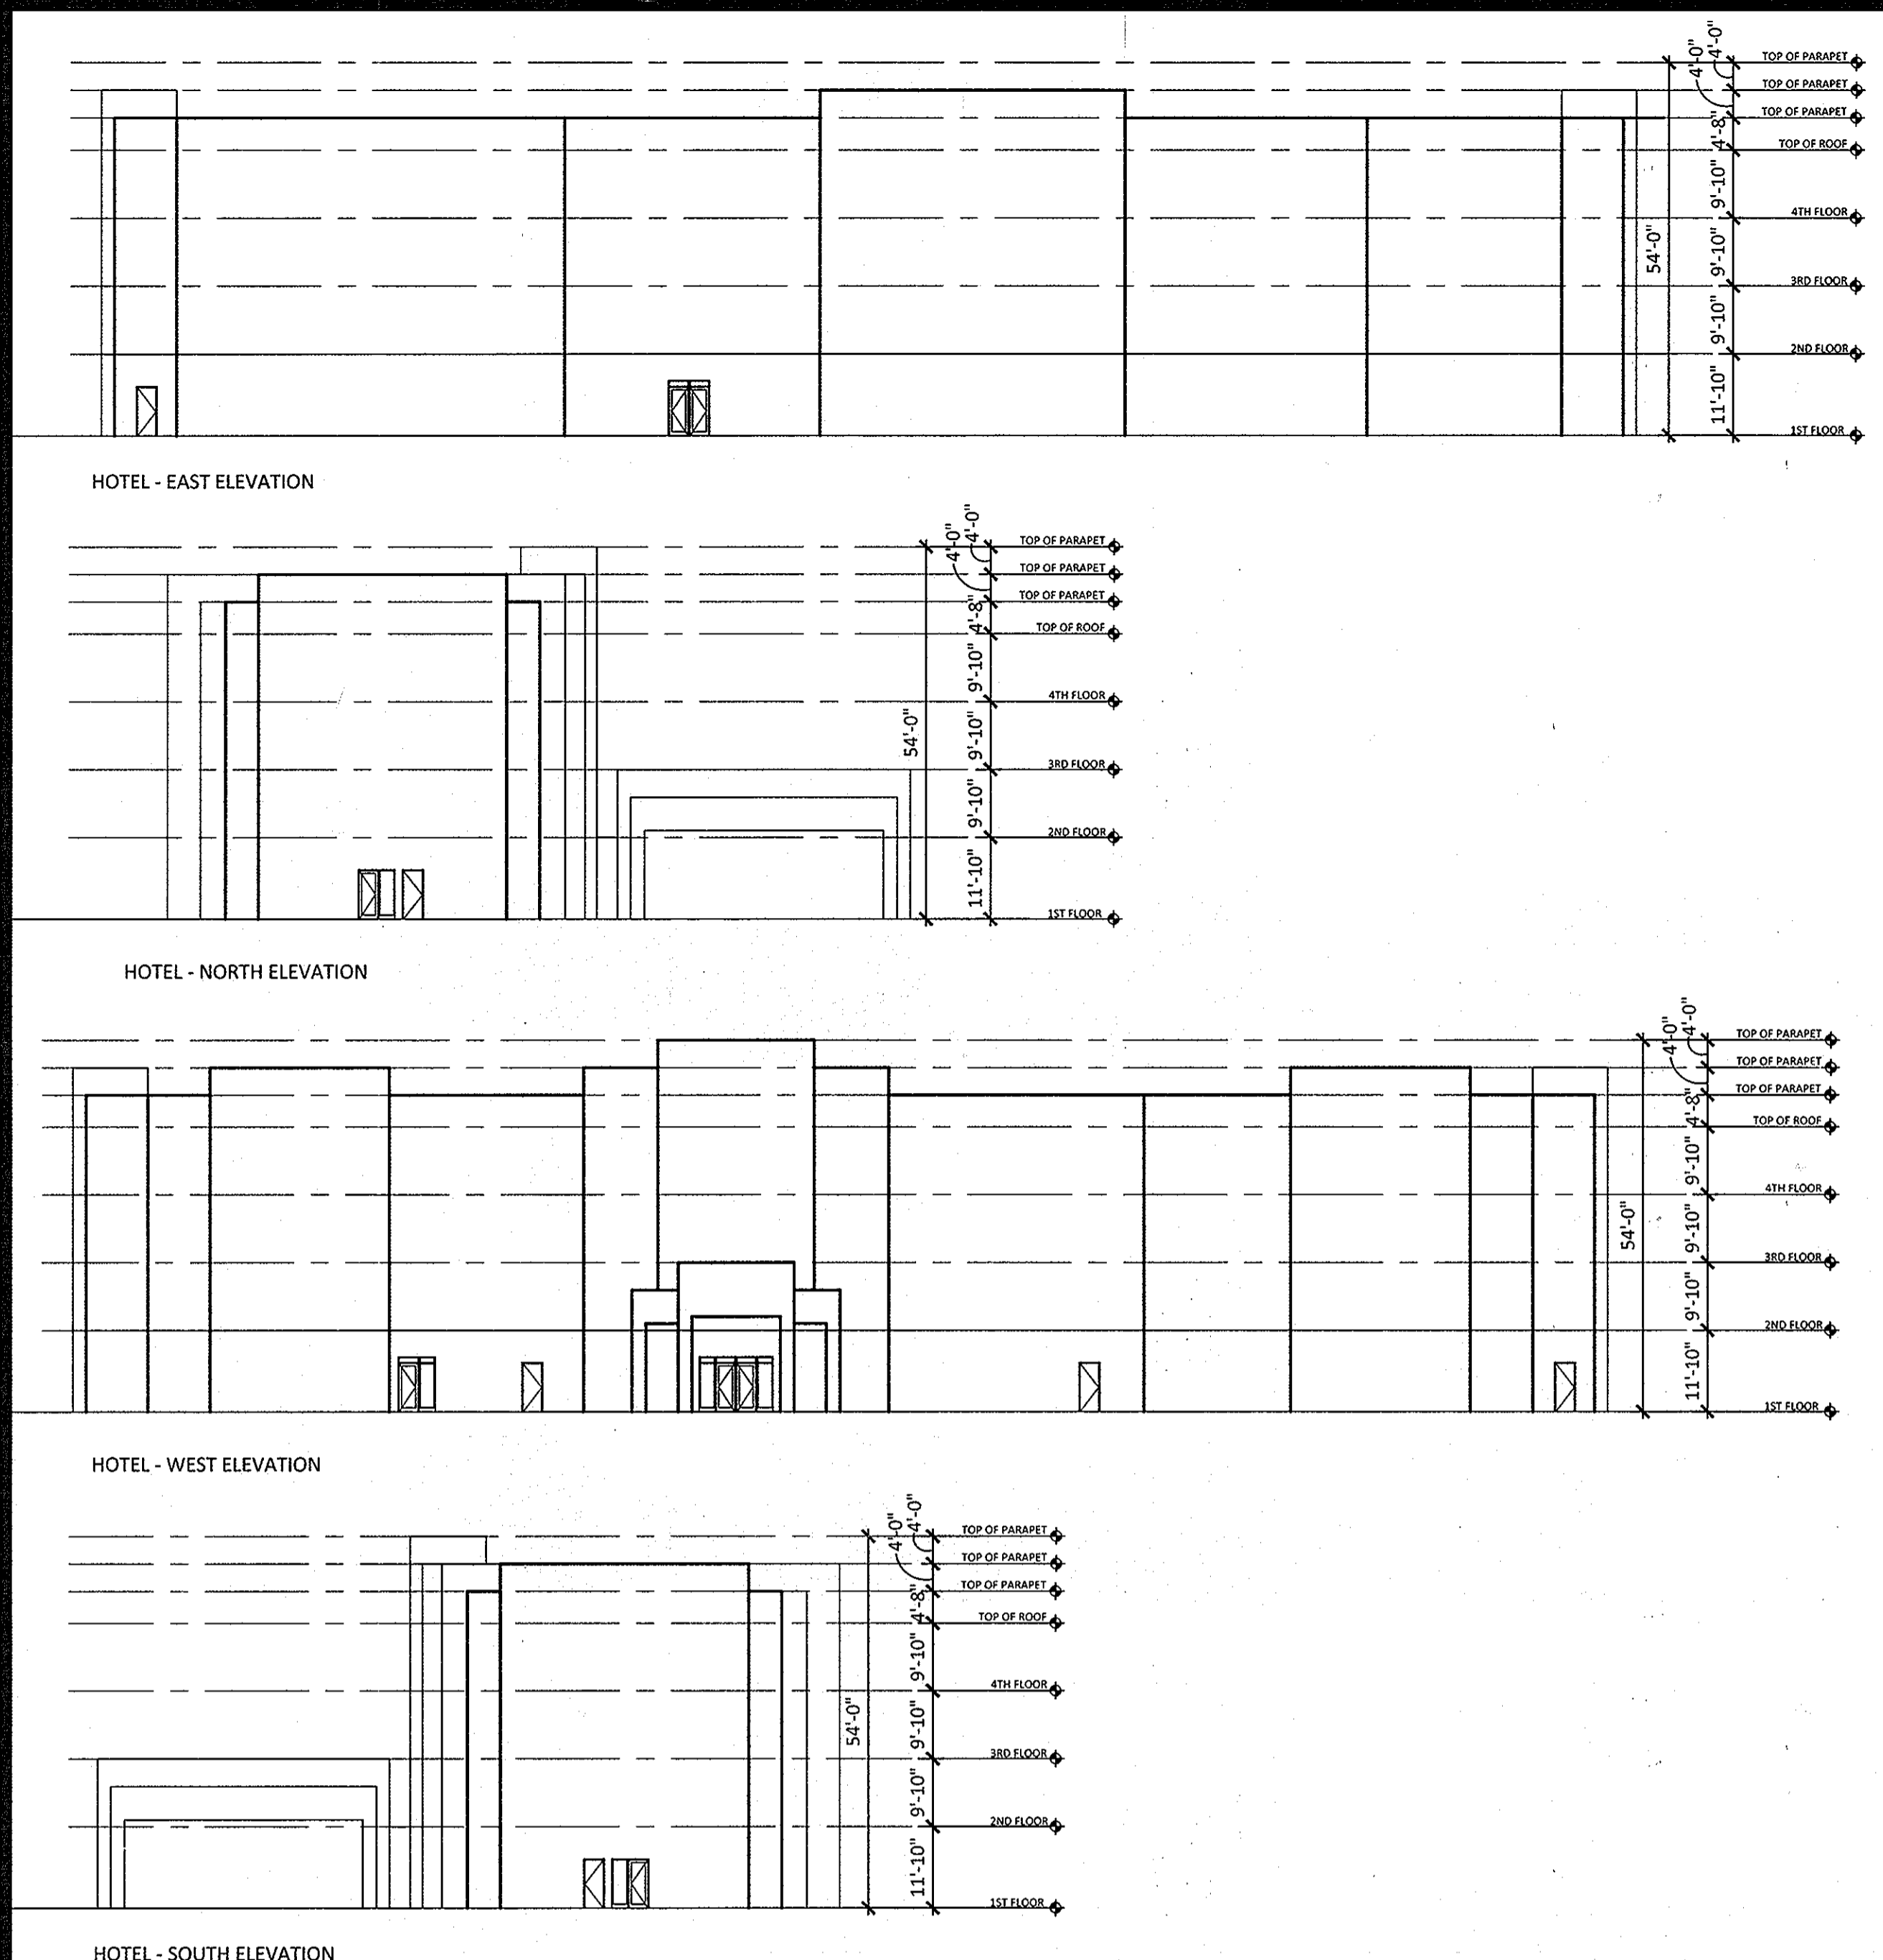 4'-0"
4'-0"
TOP OF PARAPET
TOP OF PARAPET
TOP OF PARAPET
4'-8"
TOP OF ROOF
9'-10"
4TH FLOOR
54'-0"
9'-10"
3RD FLOOR
9'-10"
2ND FLOOR
11'-10"
1ST FLOOR
HOTEL - EAST ELEVATION
4'-0"
4'-0"
TOP OF PARAPET
TOP OF PARAPET
TOP OF PARAPET
4'-8"
TOP OF ROOF
9'-10"
4TH FLOOR
54'-0"
9'-10"
3RD FLOOR
9'-10"
2ND FLOOR
11'-10"
1ST FLOOR
HOTEL - NORTH ELEVATION
4'-0"
4'-0"
TOP OF PARAPET
TOP OF PARAPET
TOP OF PARAPET
4'-8"
TOP OF ROOF
9'-10"
4TH FLOOR
54'-0"
9'-10"
3RD FLOOR
9'-10"
2ND FLOOR
11'-10"
1ST FLOOR
HOTEL - WEST ELEVATION
4'-0"
4'-0"
TOP OF PARAPET
TOP OF PARAPET
TOP OF PARAPET
4'-8"
TOP OF ROOF
9'-10"
4TH FLOOR
54'-0"
9'-10"
3RD FLOOR
9'-10"
2ND FLOOR
11'-10"
1ST FLOOR
HOTEL - SOUTH ELEVATION